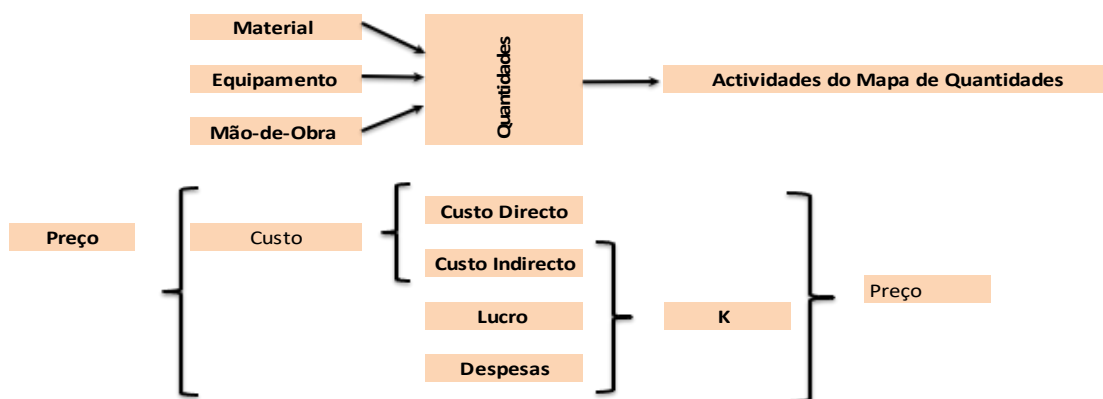 Material
Equipamento
Mão-de-Obra
Quantidades
Actividades do Mapa de Quantidades
Preço
Custo
Custo Directo
Custo Indirecto
Lucro
Despesas
K
Preço